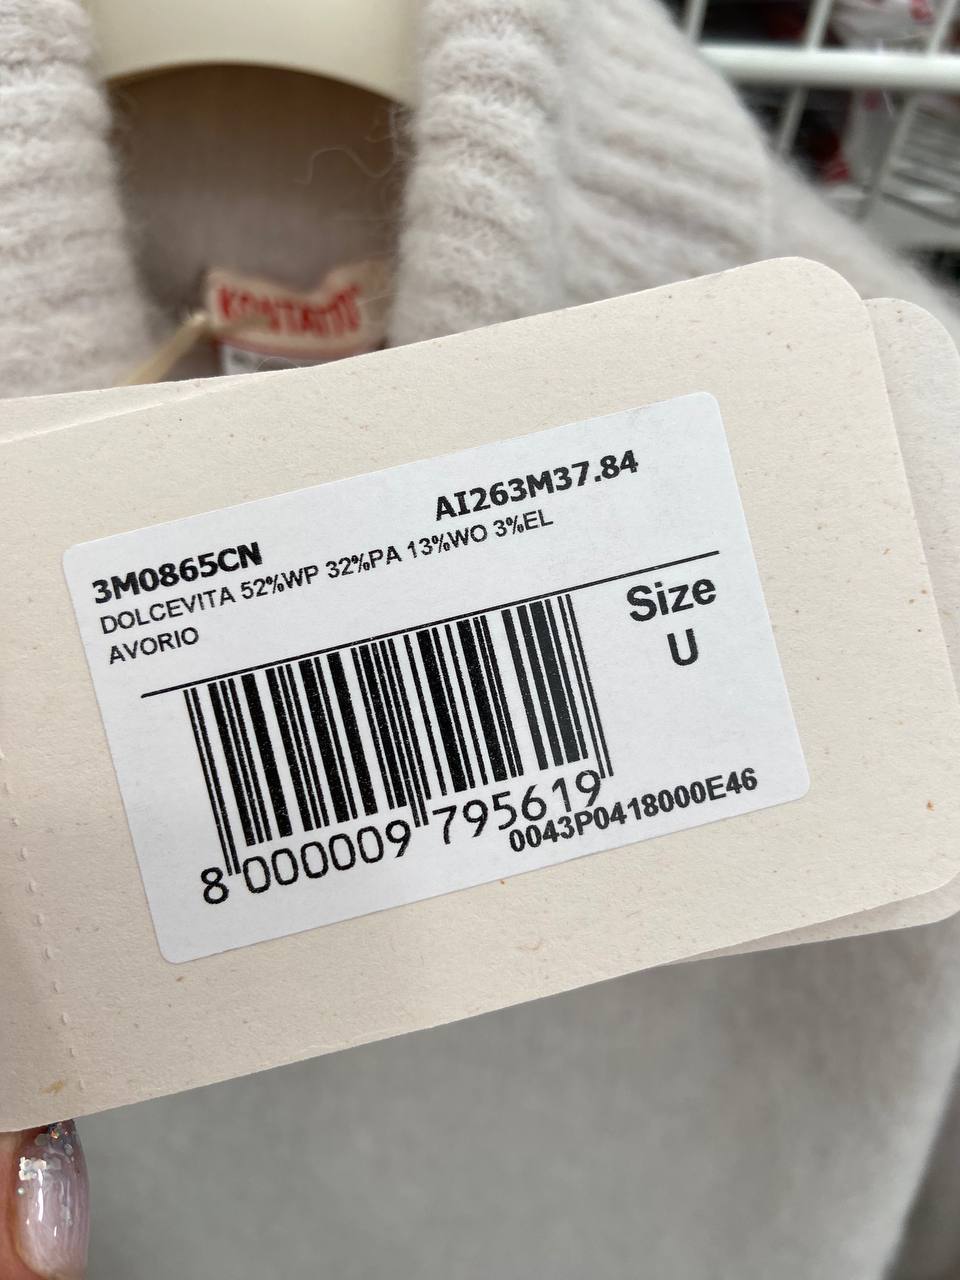 AI263M37.84
3M0865CN
DOLCEVITA 52%WP 32%PA 13%WO 3%EL
AVORIO
Size
U
8 000009 795619
0043P0418000E46